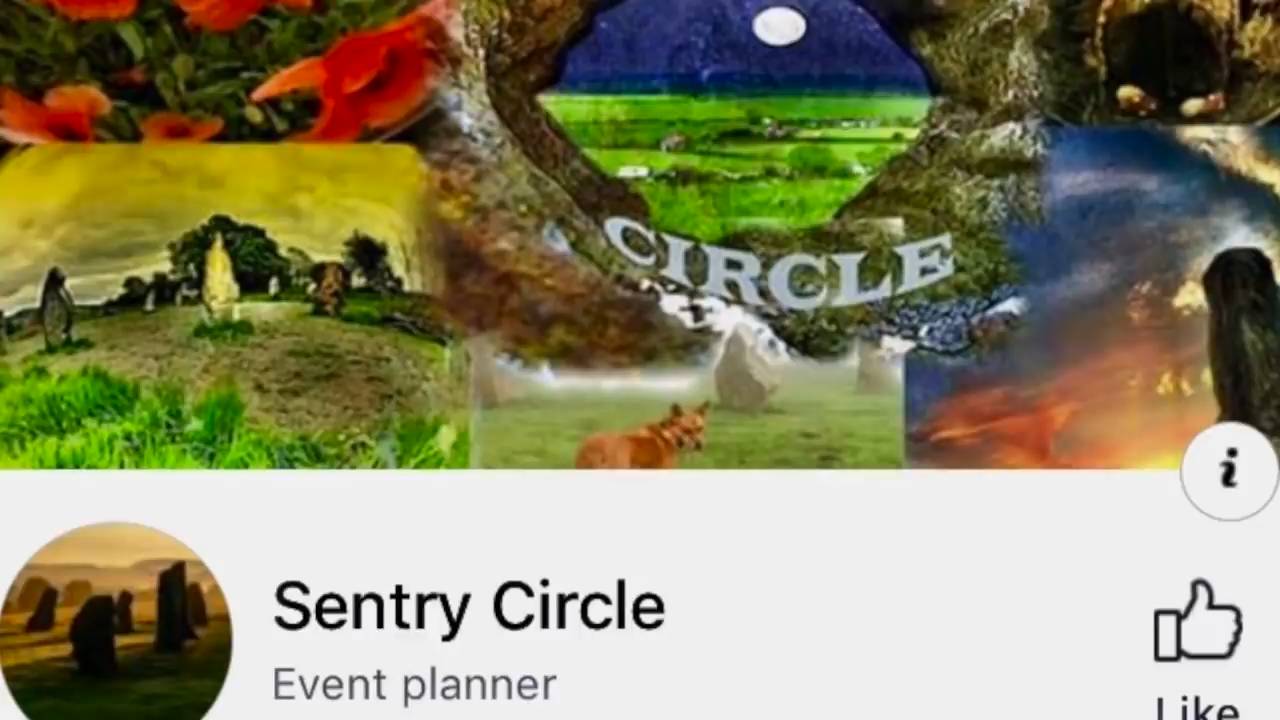 CIRCLE
i
Sentry Circle
Event planner
Like